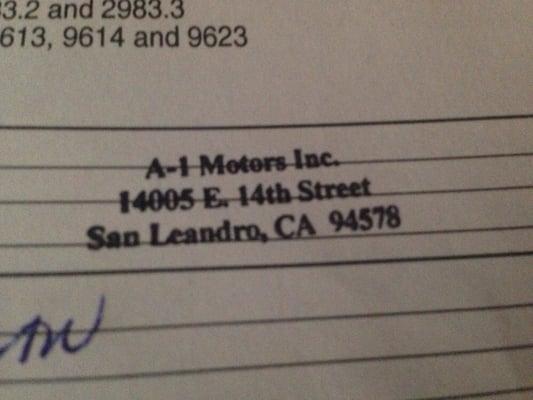 3.2 and 2983.3
613, 9614 and 9623
A-1 Motors Inc.
14005 E. 14th Street
San Leandro, CA 94578